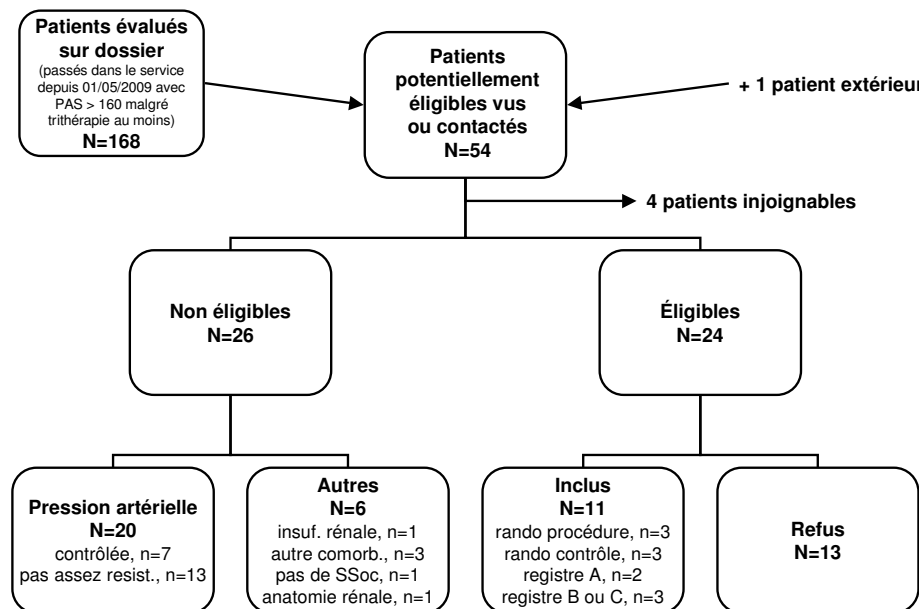 Patients évalués
sur dossier
(passés dans le service
depuis 01/05/2009 avec
PAS > 160 malgré
trithérapie au moins)
N=168
Patients
potentiellement
éligibles vus
ou contactés
N=54
+ 1 patient extérieur
4 patients injoignables
Non éligibles
N=26
Éligibles
N=24
Pression artérielle
N=20
contrôlée, n=7
pas assez resist., n=13
Autres
N=6
insuf. rénale, n=1
autre comorb., n=3
pas de SSoc, n=1
anatomie rénale, n=1
Inclus
N=11
rando procédure, n=3
rando contrôle, n=3
registre A, n=2
registre B ou C, n=3
Refus
N=13